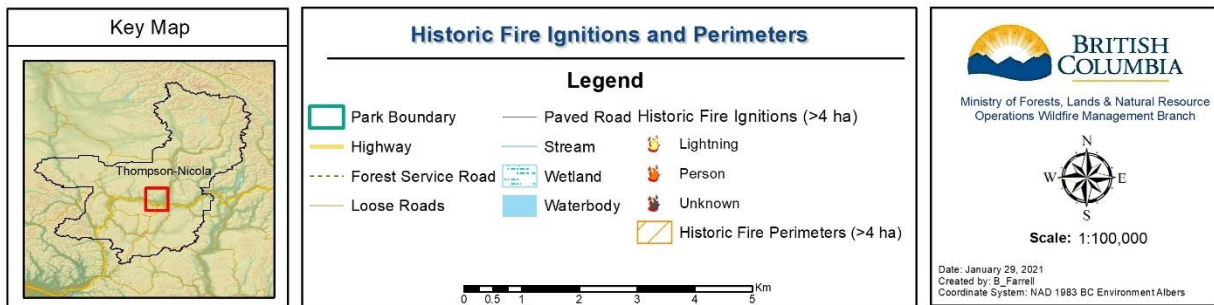 Key Map
Thompson-Nicola
Historic Fire Ignitions and Perimeters
Legend
Park Boundary
Highway
Forest Service Road
Loose Roads
Paved Road
Stream
Wetland
Waterbody
Historic Fire Ignitions (>4 ha)
Lightning
Person
Unknown
Historic Fire Perimeters (>4 ha)
0 0.5 1 2 3 4 5 Km
BRITISH
COLUMBIA
Ministry of Forests, Lands & Natural Resource
Operations Wildfire Management Branch
N
W E
S
Scale: 1:100,000
Date: January 29, 2021
Created by: B_Farrell
Coordinate System: NAD 1983 BC Environment Albers